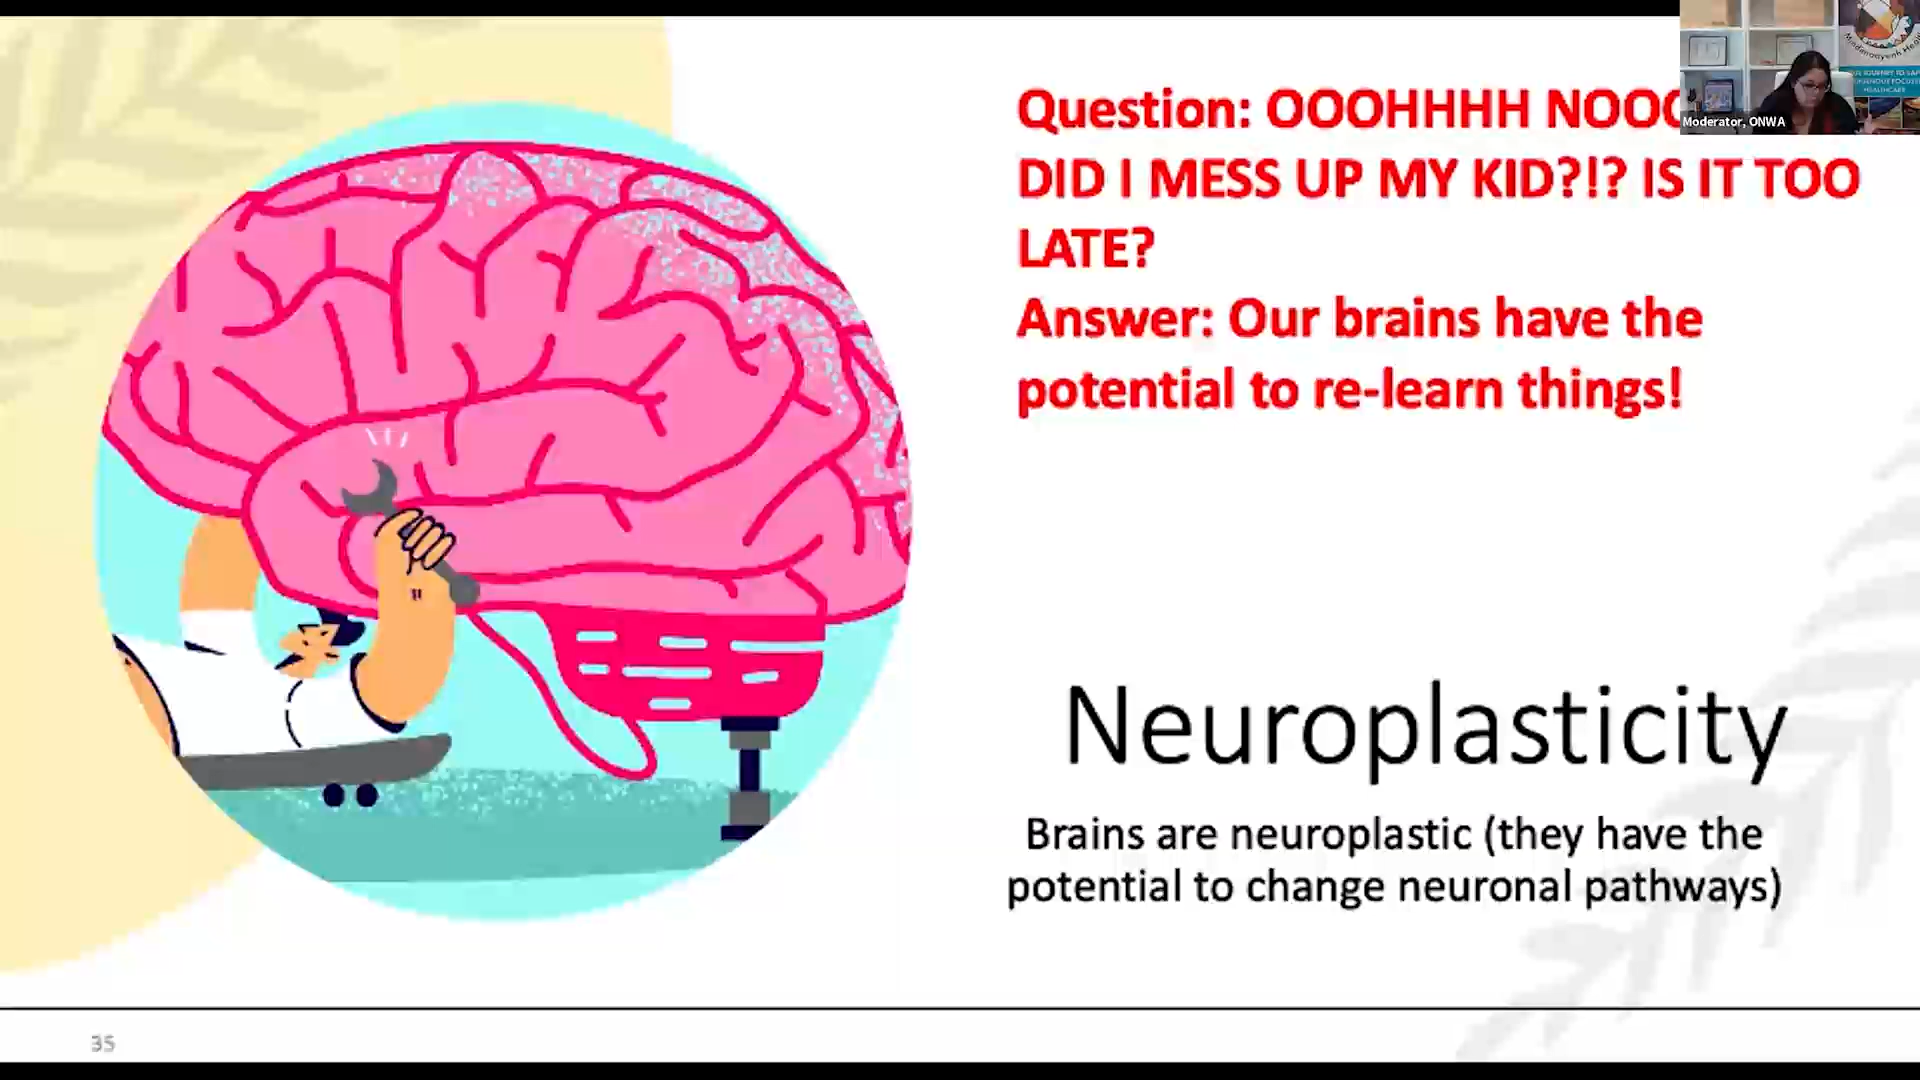 Question: OOOHHHH NOOO
DID I MESS UP MY KID?!? IS IT TOO
LATE?
Answer: Our brains have the
potential to re-learn things!
Moderator, ONWA
Neuroplasticity
Brains are neuroplastic (they have the
potential to change neuronal pathways)
35